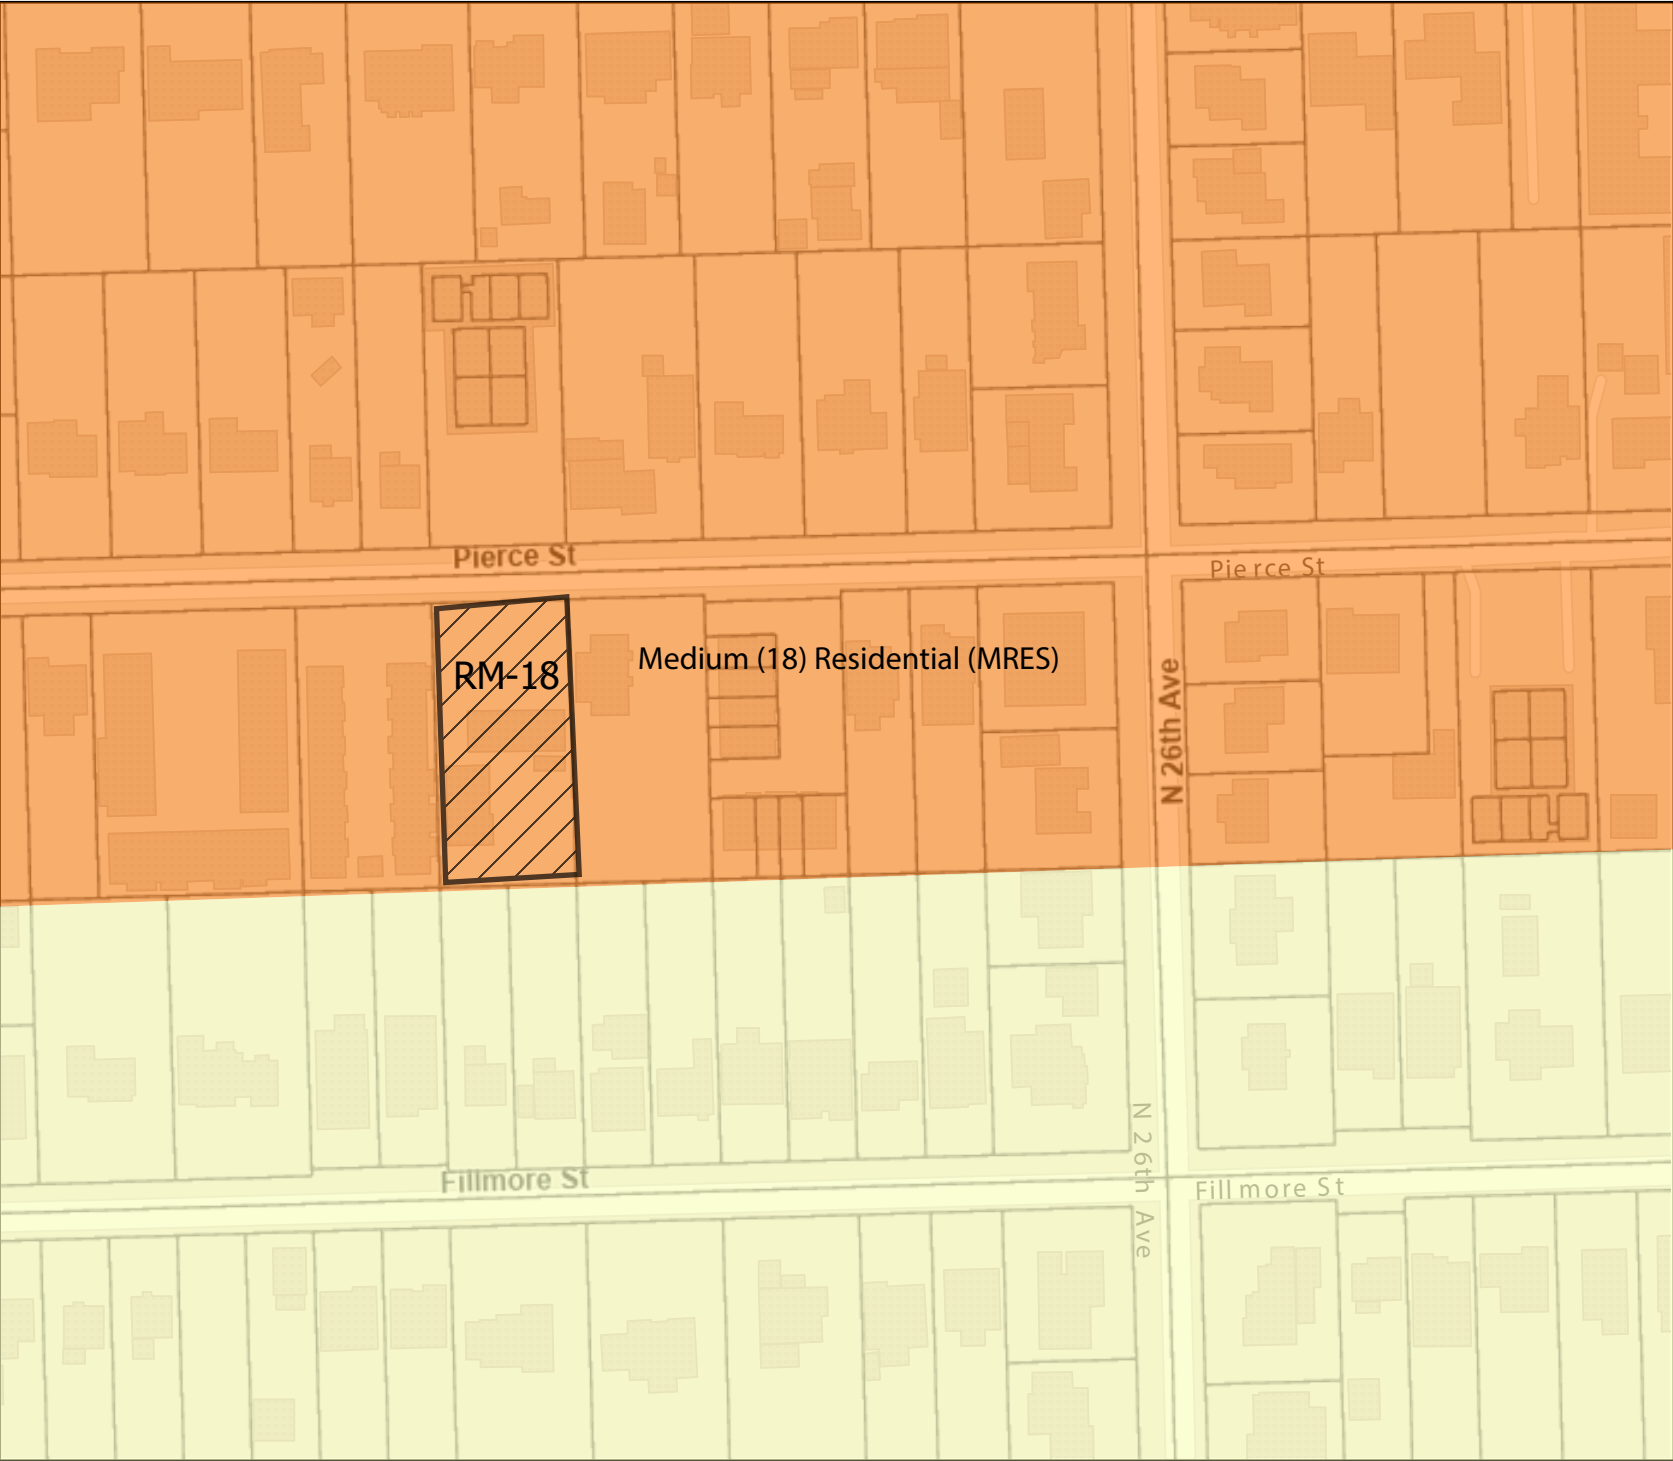 Pierce St
Pierce St
RM-18
Medium (18) Residential (MRES)
N 26th Ave
N 26th Ave
Fillmore St
Fillmore St